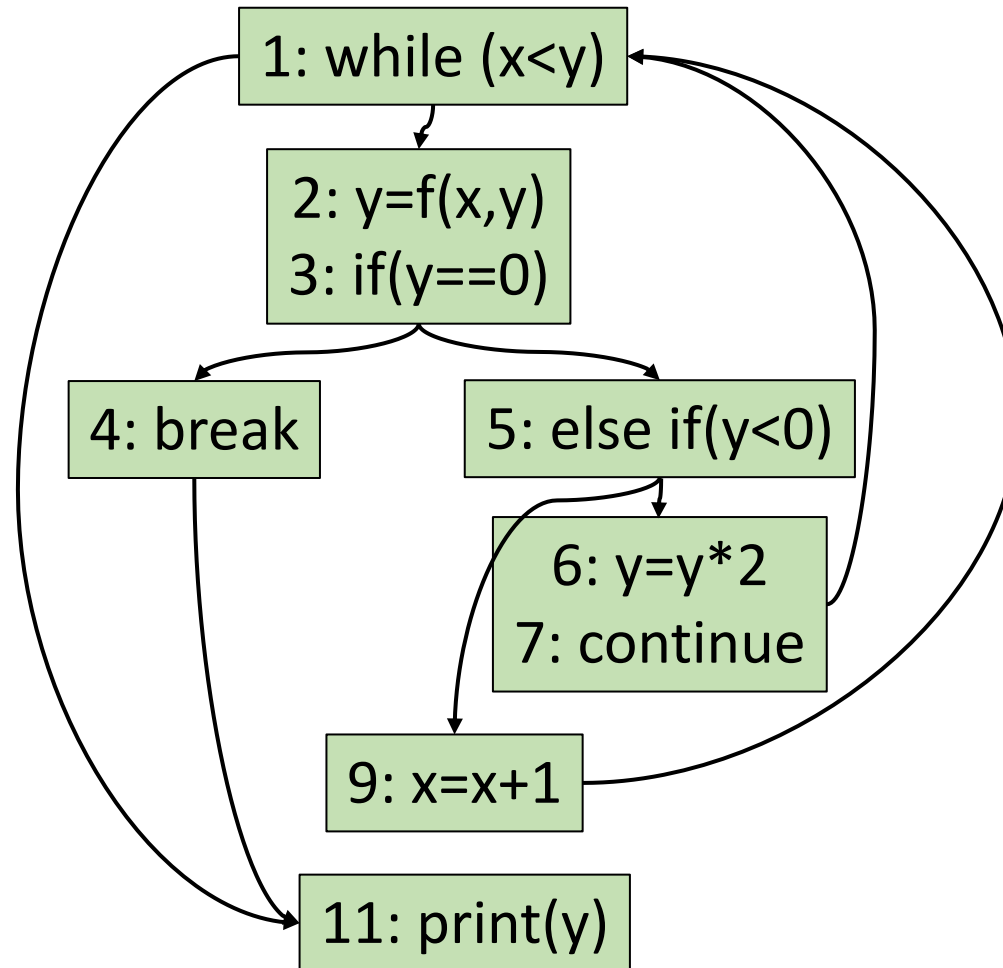 1: while (x<y)
2: y=f(x,y)
3: if(y==0)
4: break
5: else if(y<0)
6: y=y*2
7: continue
9: x=x+1
11: print(y)